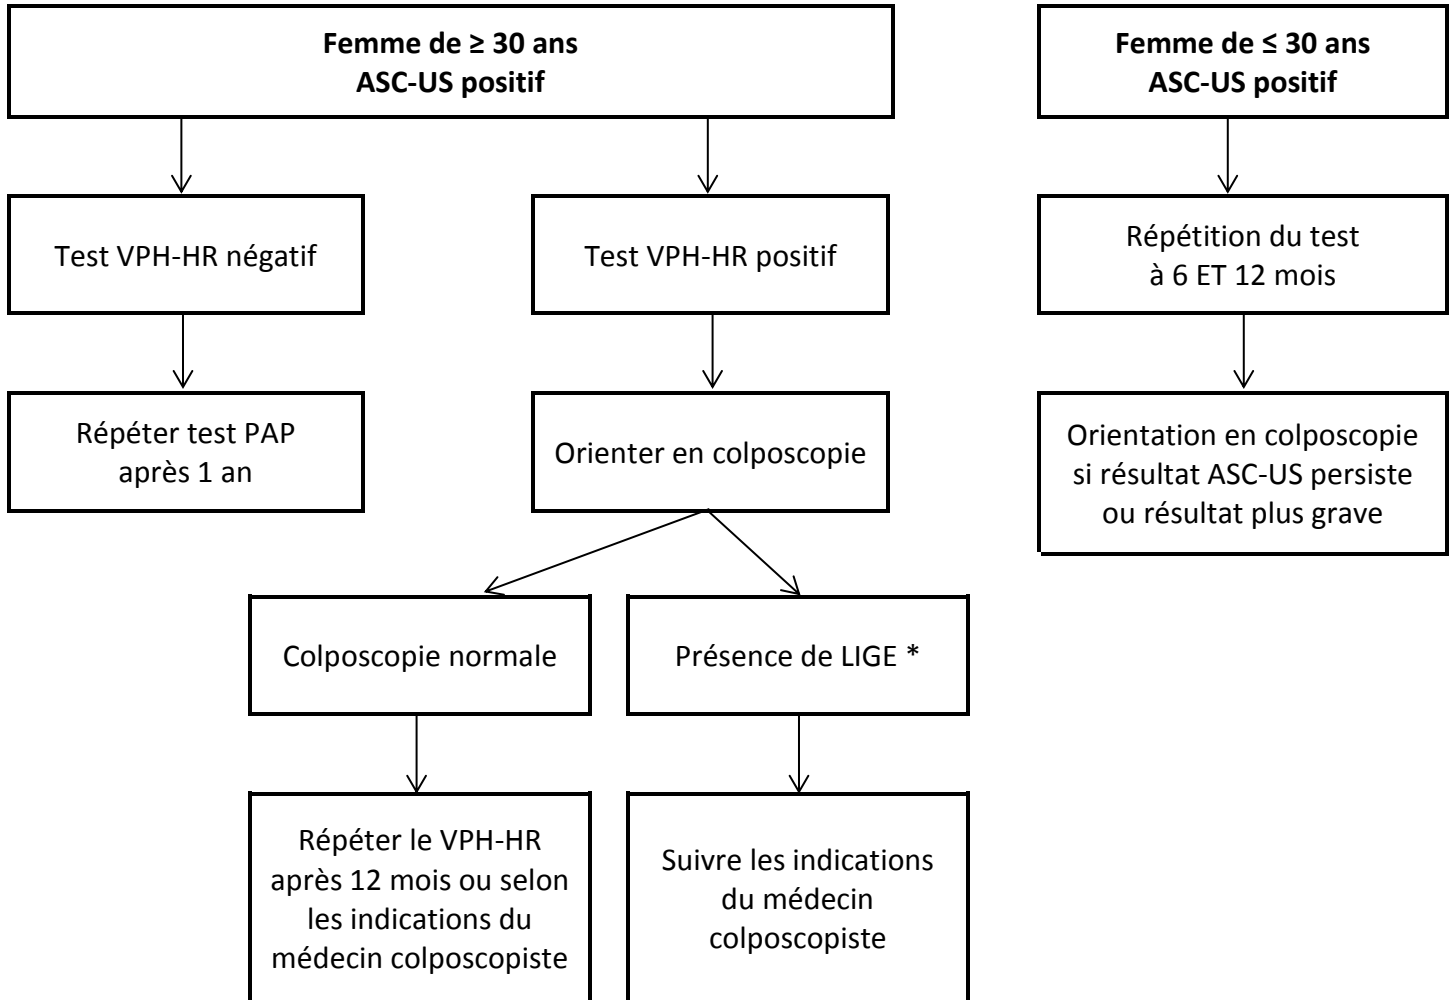 Femme de ≥ 30 ans
ASC-US positif
Femme de ≤ 30 ans
ASC-US positif
Test VPH-HR négatif
Test VPH-HR positif
Répétition du test
à 6 ET 12 mois
Répéter test PAP
après 1 an
Orienter en colposcopie
Orientation en colposcopie
si résultat ASC-US persiste
ou résultat plus grave
Colposcopie normale
Présence de LIGE *
Répéter le VPH-HR
après 12 mois ou selon
les indications du
médecin colposcopiste
Suivre les indications
du médecin
colposcopiste